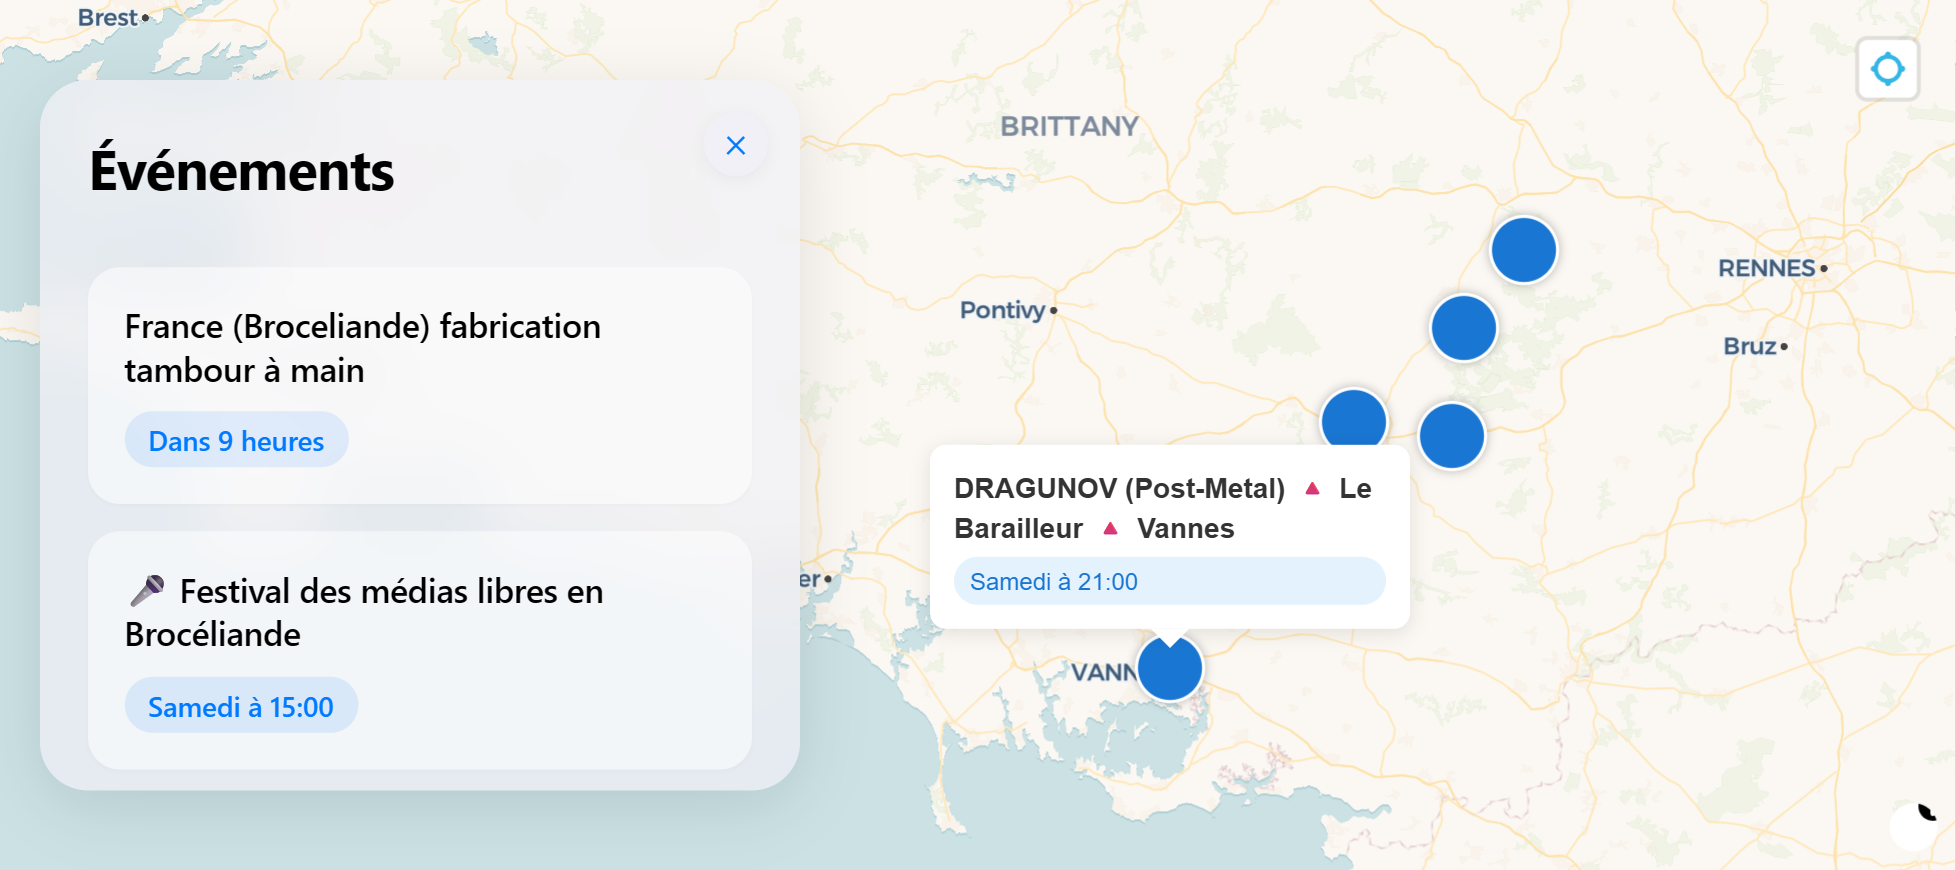 Brest
BRITTANY
Événements
France (Broceliande) fabrication
tambour à main
Dans 9 heures
🎤 Festival des médias libres en
Brocéliande
Samedi à 15:00
Pontivy
RENNES
Bruz
DRAGUNOV (Post-Metal) 🔺 Le
Barailleur 🔺 Vannes
Samedi à 21:00
er
VANN